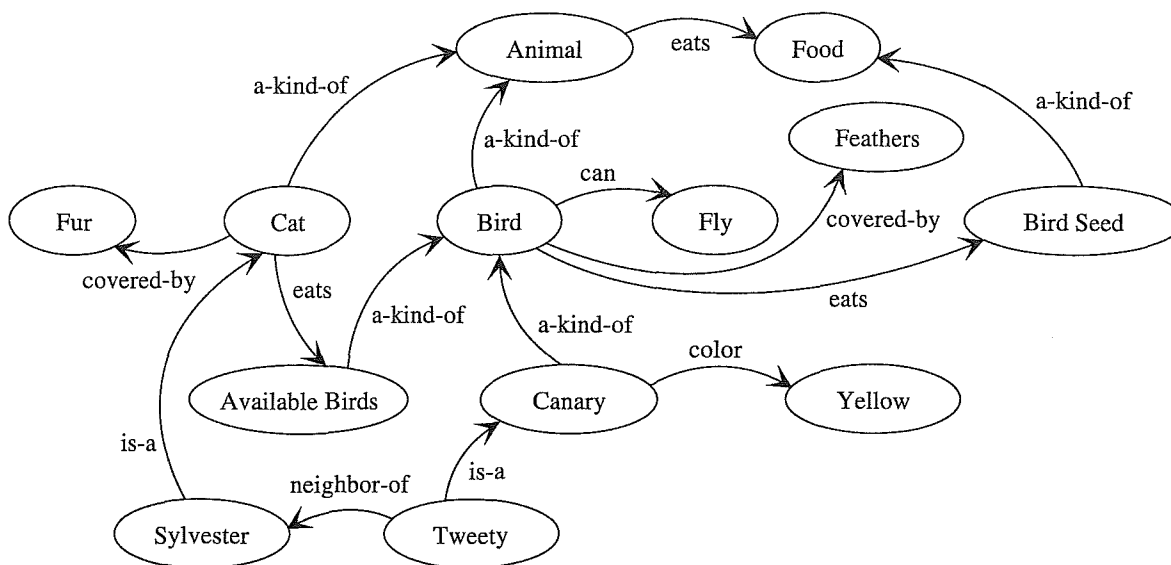 Animal
eats
Food
a-kind-of
a-kind-of
a-kind-of
Feathers
can
Fur
Cat
Bird
Fly
covered-by
Bird Seed
covered-by
eats
eats
a-kind-of
a-kind-of
color
Available Birds
Canary
Yellow
is-a
is-a
neighbor-of
Sylvester
Tweety